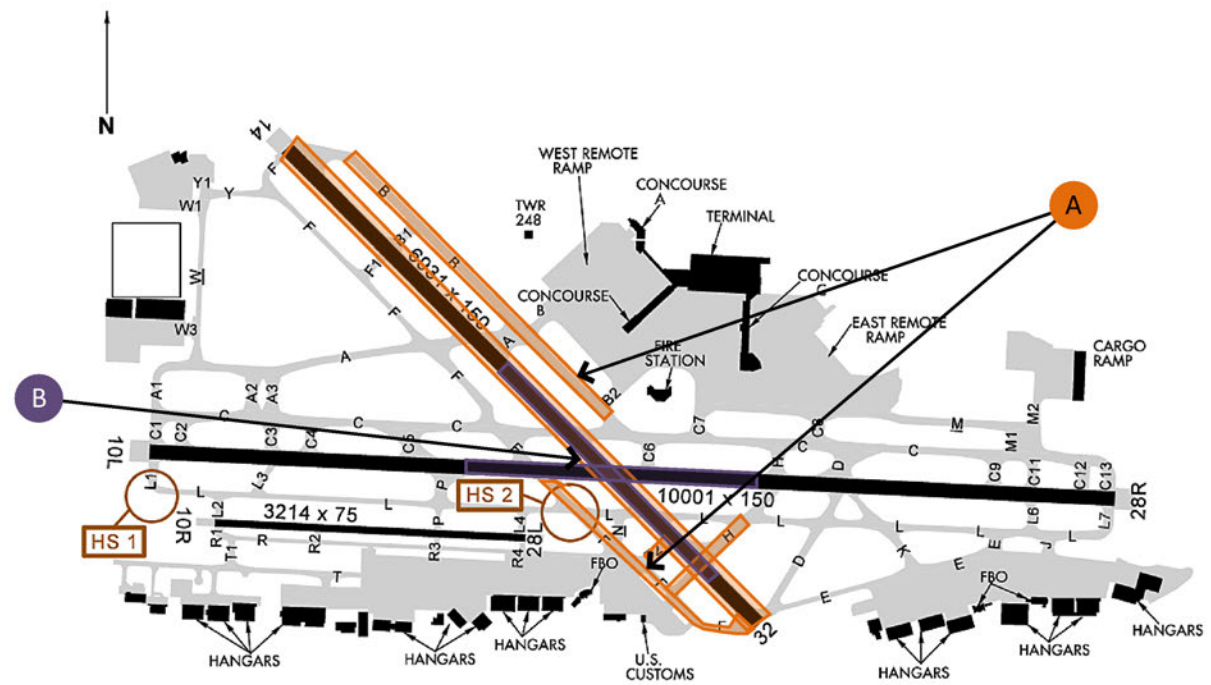 N
14
F
Y1
Y
W1
W
W3
B
B1
B
6931 x 150
F
F1
F
A
A
F
B2
TWR
248
WEST REMOTE
RAMP
CONCOURSE
A
TERMINAL
CONCOURSE
B
CONCOURSE
C
FIRE
STATION
EAST REMOTE
RAMP
CARGO
RAMP
A
B
A1
A2
A3
C
C1
C2
C3
C4
C
C5
C
C6
C7
C8
C
C
M
M1
M2
H
D
C9
C11
C12
C13
10L
28R
10001 x 150
L1
L3
HS 1
HS 2
L
L2
L
P
P
10R
3214 x 75
28L
L4
L
N
L
L
L
L
L6
L7
R1
T1
R
R2
R3
R4
T
H
D
K
E
E
J
E
F
32
FBO
FBO
HANGARS
HANGARS
HANGARS
U.S.
CUSTOMS
HANGARS
HANGARS
HANGARS